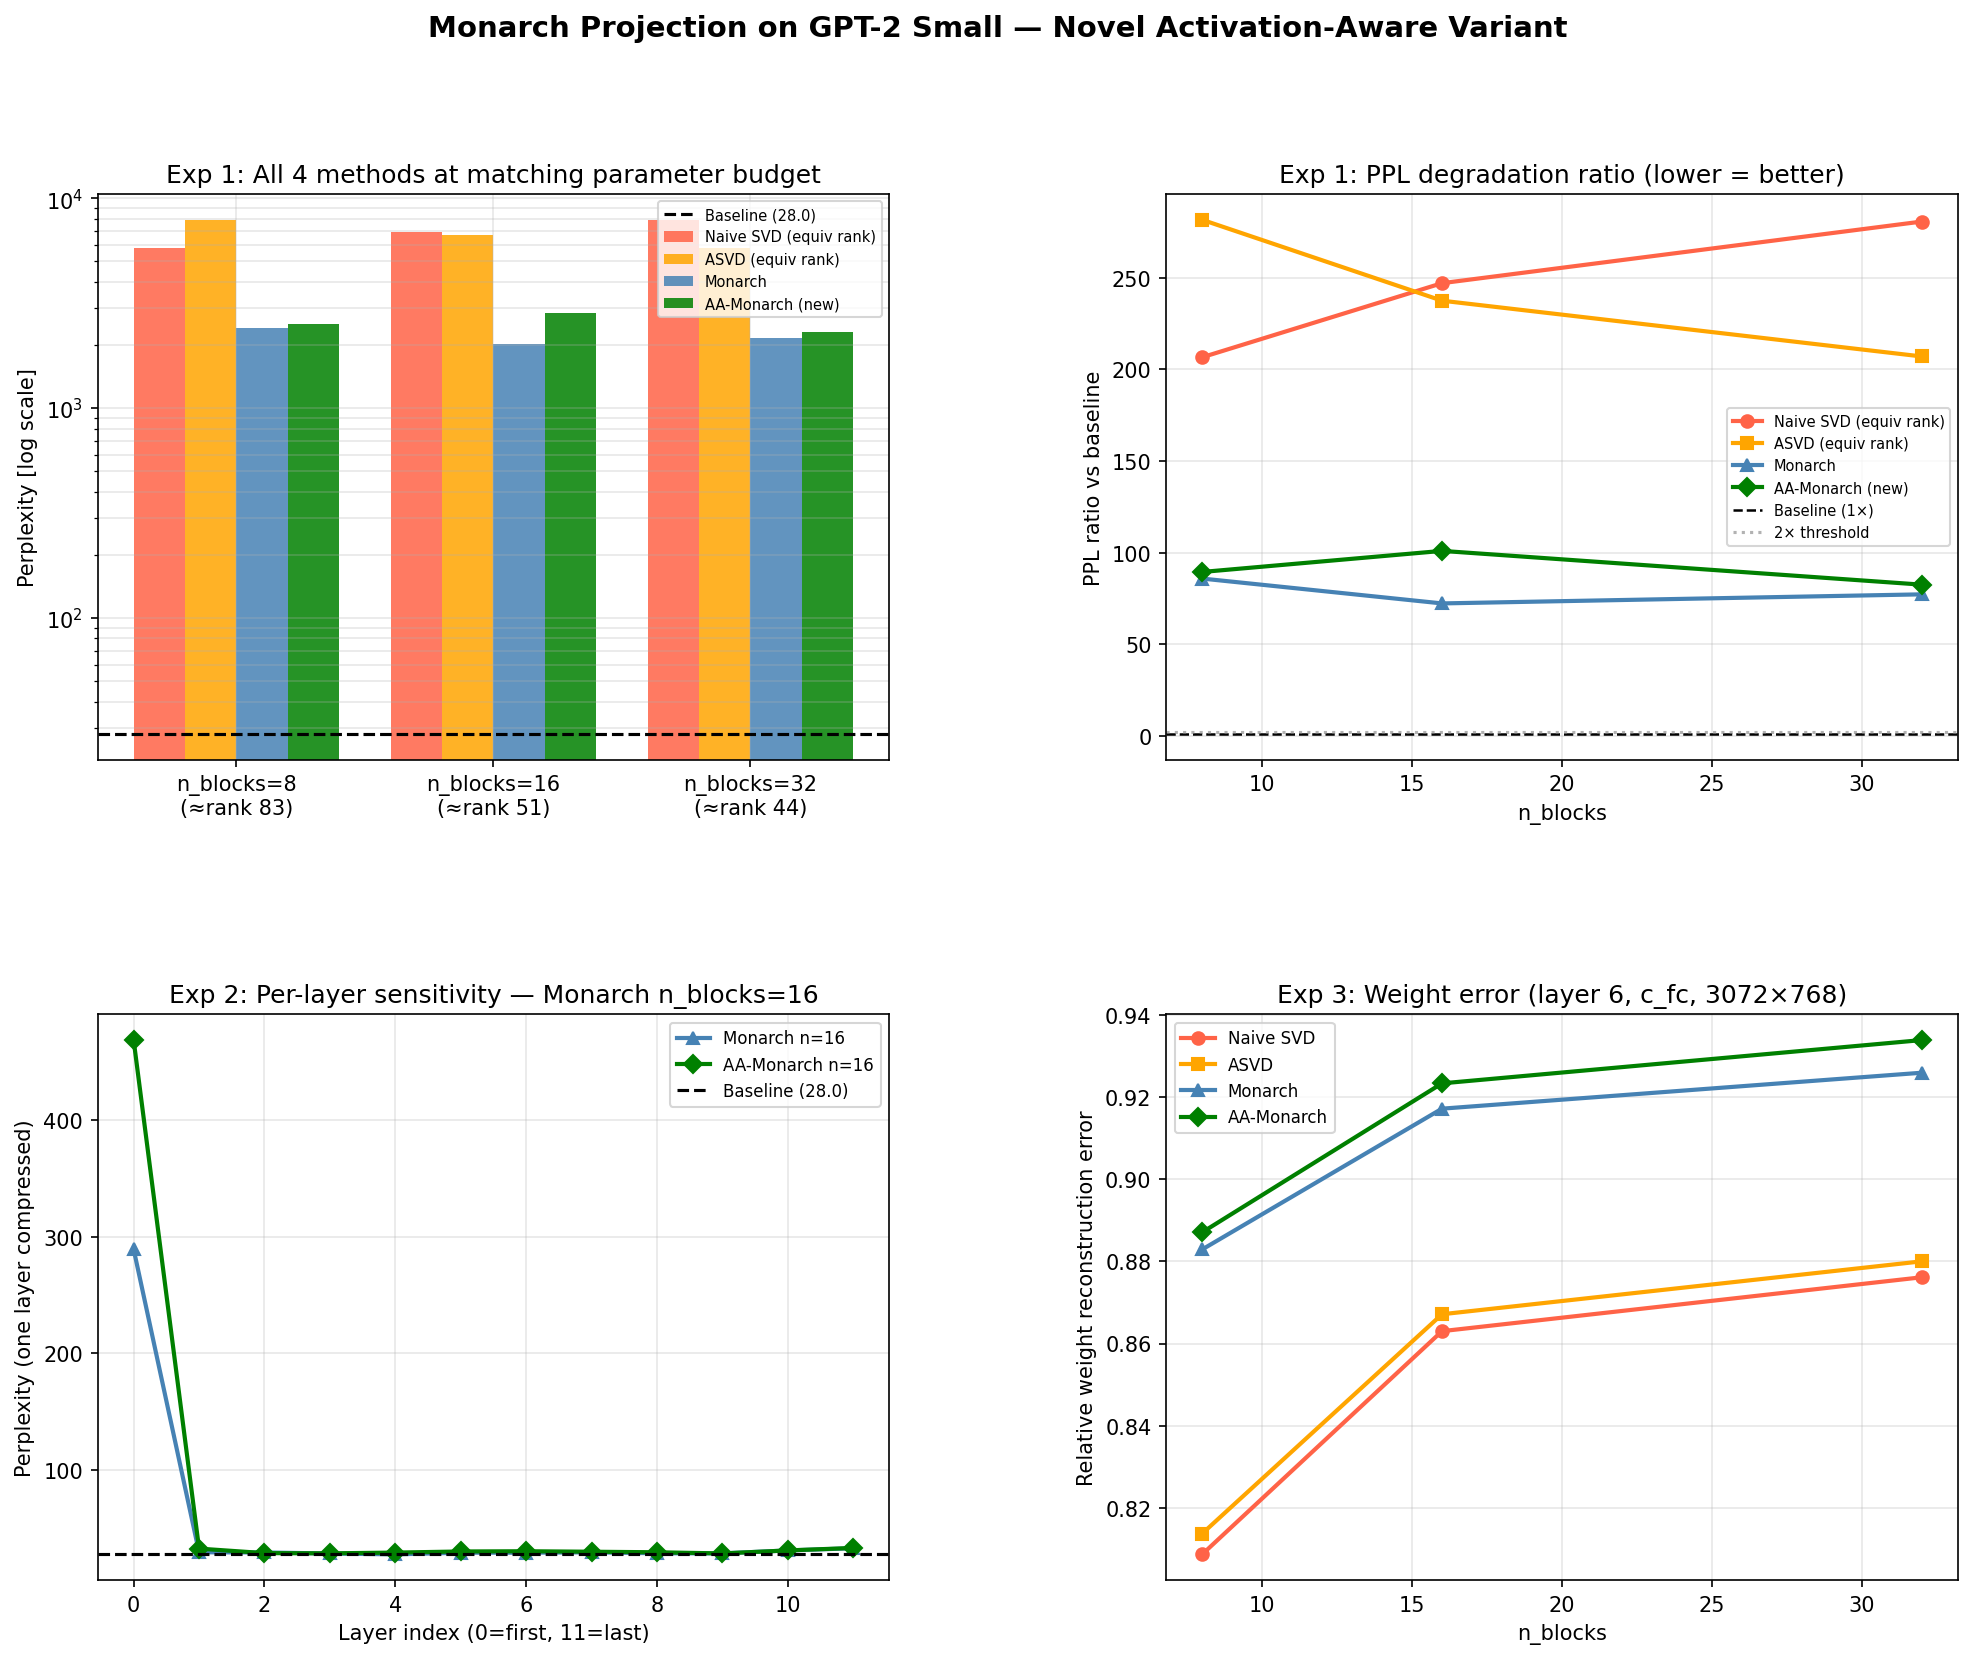 Monarch Projection on GPT-2 Small — Novel Activation-Aware Variant
Exp 1: All 4 methods at matching parameter budget
Perplexity [log scale]
10⁴
10³
10²
Baseline (28.0)
Naive SVD (equiv rank)
ASVD (equiv rank)
Monarch
AA-Monarch (new)
n_blocks=8
(≈rank 83)
n_blocks=16
(≈rank 51)
n_blocks=32
(≈rank 44)
Exp 1: PPL degradation ratio (lower = better)
PPL ratio vs baseline
250
200
150
100
50
0
Naive SVD (equiv rank)
ASVD (equiv rank)
Monarch
AA-Monarch (new)
Baseline (1×)
2× threshold
10 15 20 25 30
n_blocks
Exp 2: Per-layer sensitivity — Monarch n_blocks=16
Perplexity (one layer compressed)
400
300
200
100
Monarch n=16
AA-Monarch n=16
Baseline (28.0)
0 2 4 6 8 10
Layer index (0=first, 11=last)
Exp 3: Weight error (layer 6, c_fc, 3072×768)
Relative weight reconstruction error
0.94
0.92
0.90
0.88
0.86
0.84
0.82
Naive SVD
ASVD
Monarch
AA-Monarch
10 15 20 25 30
n_blocks